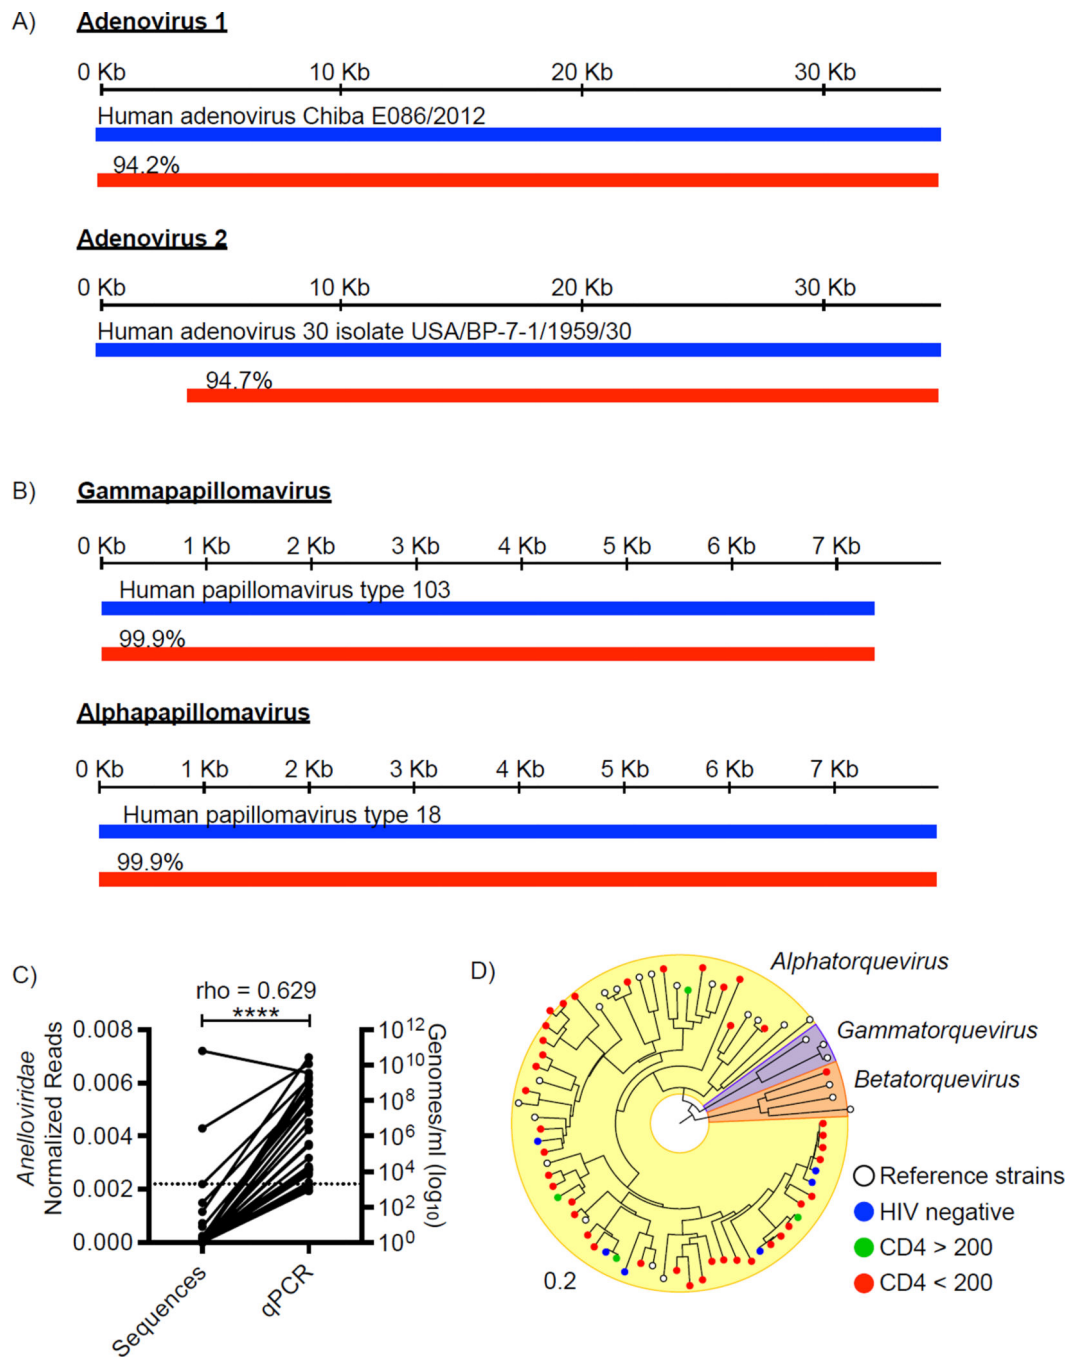 A) Adenovirus 1
0 Kb 10 Kb 20 Kb 30 Kb
Human adenovirus Chiba E086/2012
94.2%
Adenovirus 2
0 Kb 10 Kb 20 Kb 30 Kb
Human adenovirus 30 isolate USA/BP-7-1/1959/30
94.7%
B) Gammapapillomavirus
0 Kb 1 Kb 2 Kb 3 Kb 4 Kb 5 Kb 6 Kb 7 Kb
Human papillomavirus type 103
99.9%
Alphapapillomavirus
0 Kb 1 Kb 2 Kb 3 Kb 4 Kb 5 Kb 6 Kb 7 Kb
Human papillomavirus type 18
99.9%
C)
rho = 0.629
****
Anelloviridae
Normalized Reads
0.008
0.006
0.004
0.002
0.000
10¹²
10¹⁰
10⁸
10⁶
10⁴
10²
10⁰
Genomes/ml (log₁₀)
Sequences
qPCR
D)
Alphatorquevirus
Gammatorquevirus
Betatorquevirus
Reference strains
HIV negative
CD4 > 200
CD4 < 200
0.2